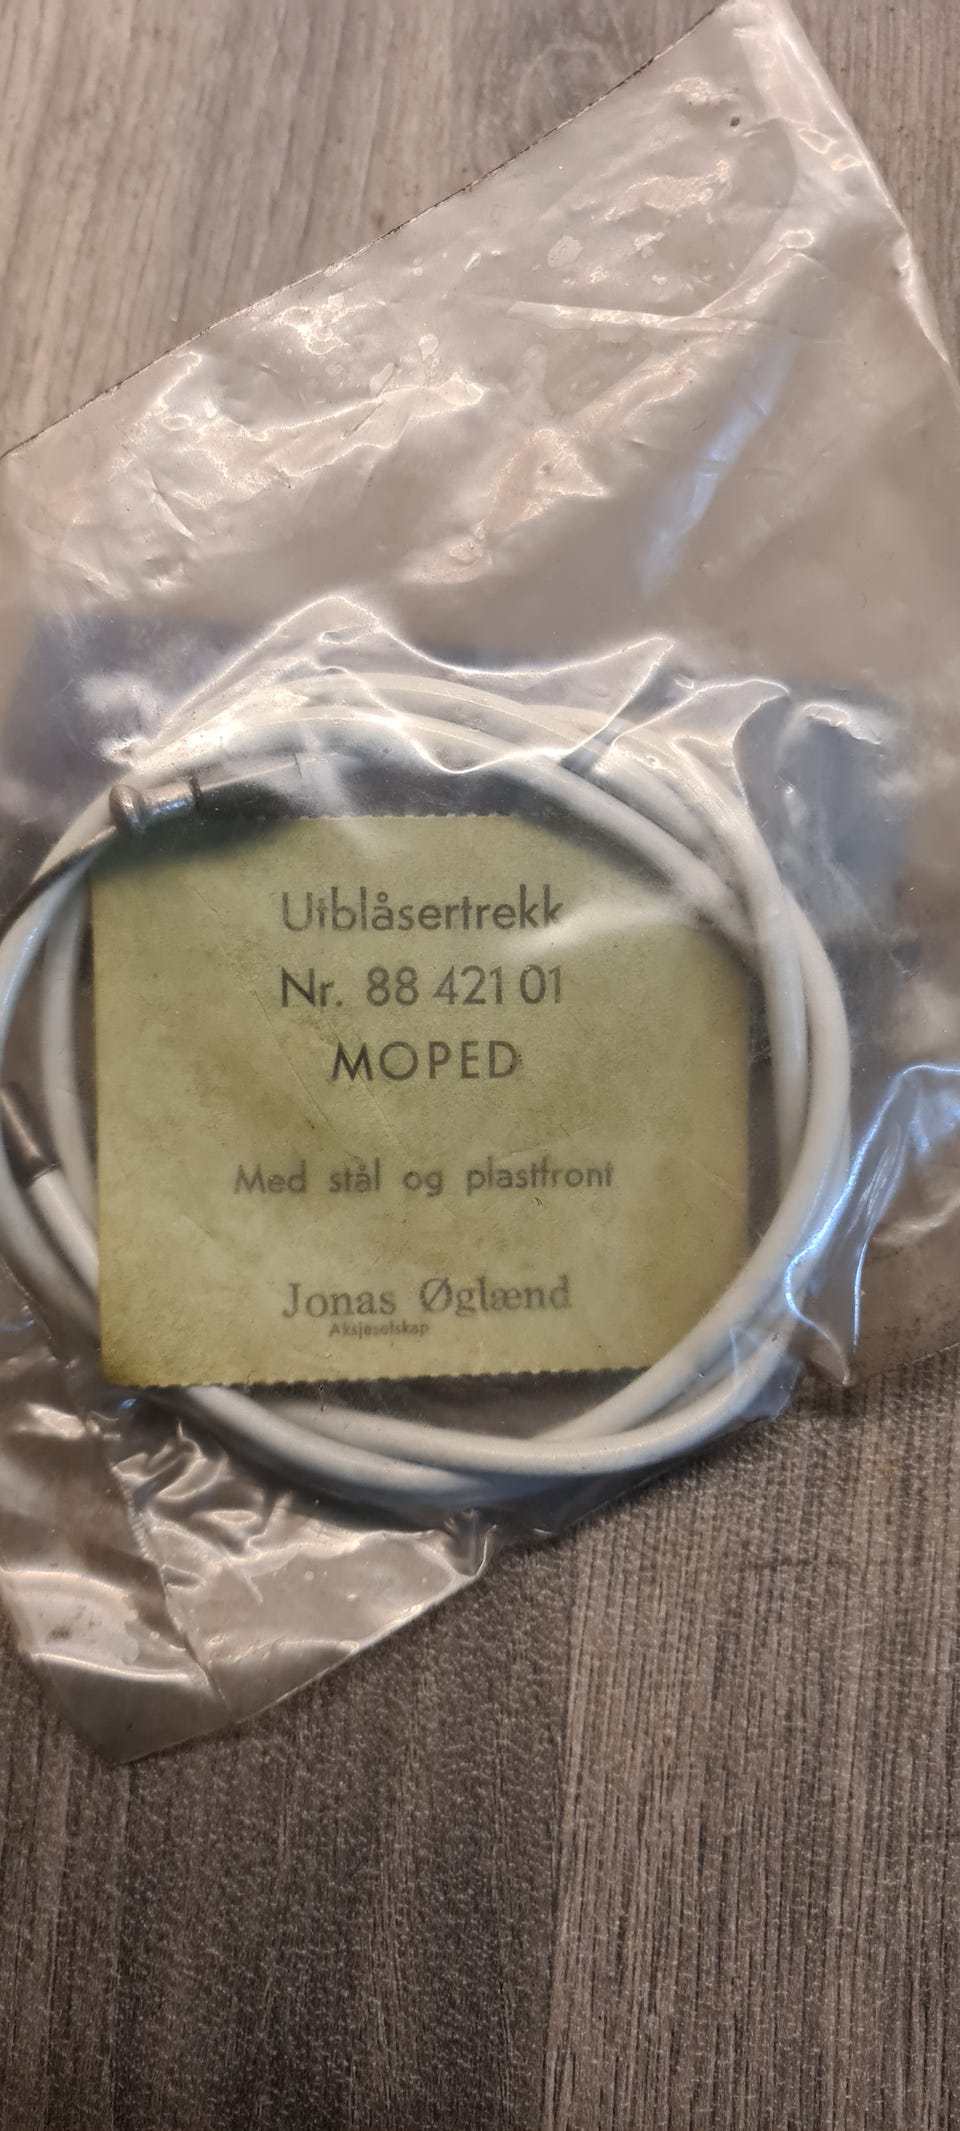 Utblåsertrekk
Nr. 88 421 01
MOPED
Med stål og plastfront
Jonas Øglænd
Aksjeselskap